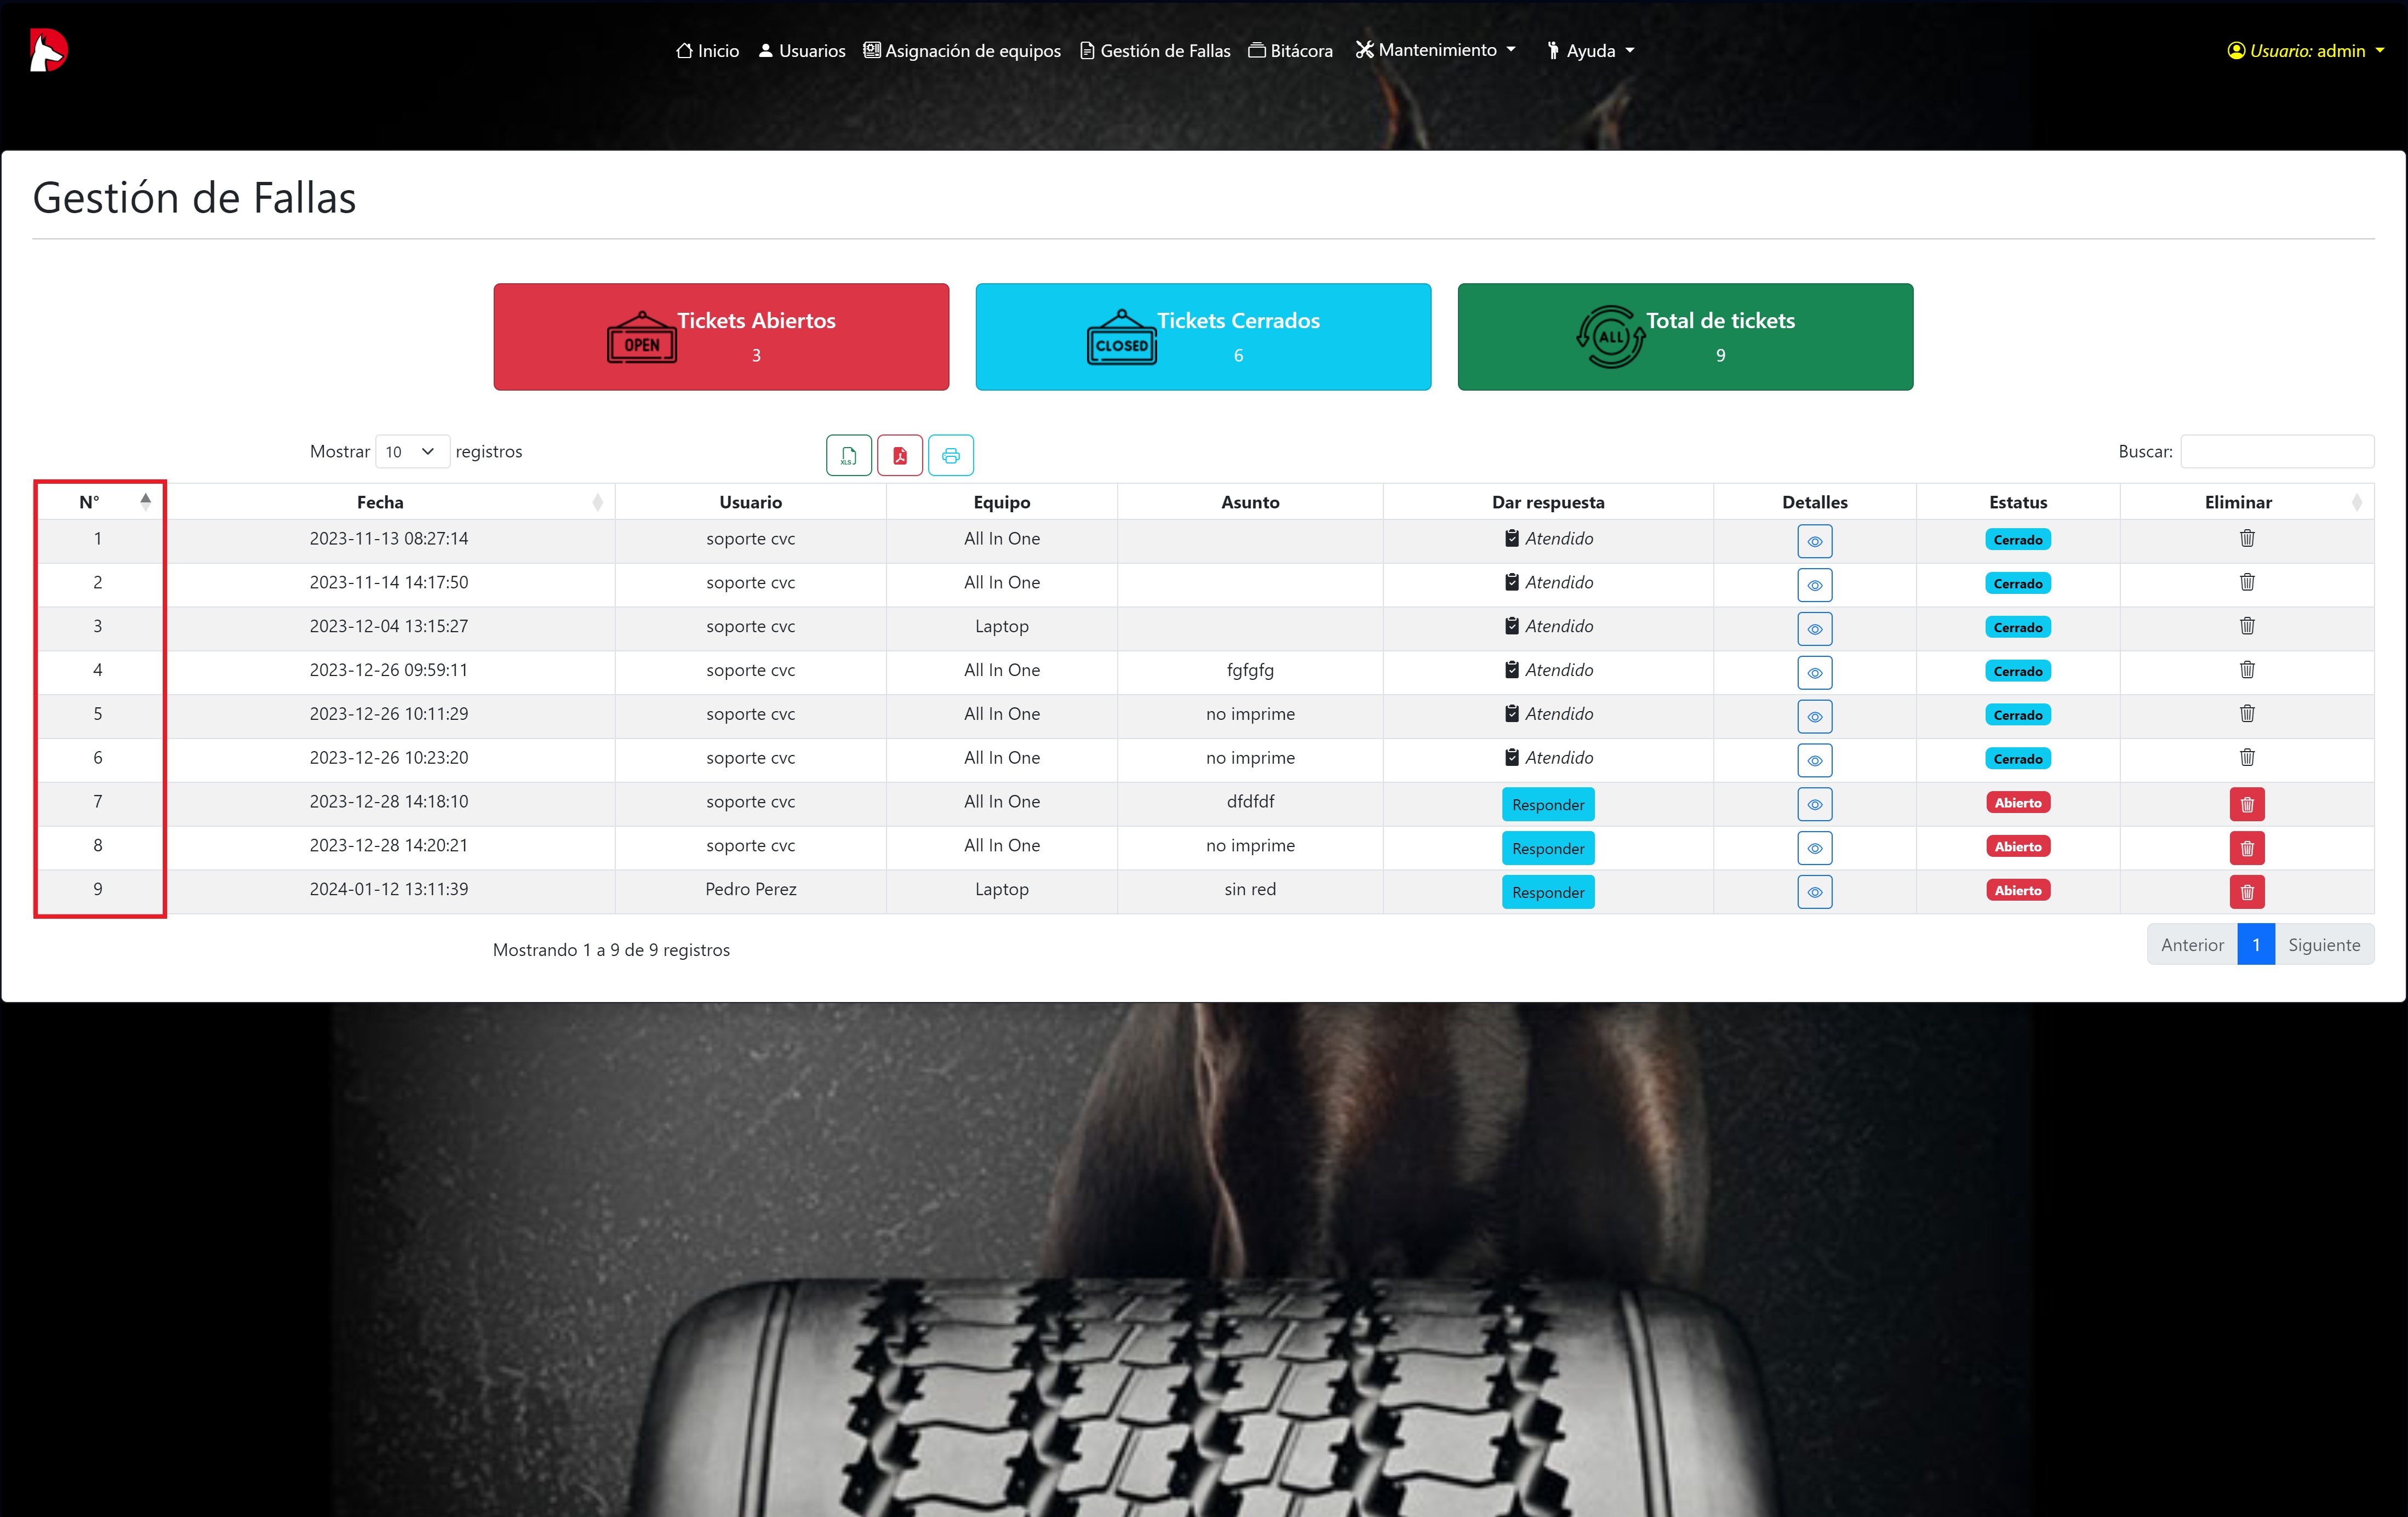 Inicio Usuarios Asignación de equipos Gestión de Fallas Bitácora Mantenimiento Ayuda Usuario: admin
Gestión de Fallas
OPEN Tickets Abiertos
3
CLOSED Tickets Cerrados
6
ALL Total de tickets
9
Mostrar 10 registros XLS Buscar:
N° Fecha Usuario Equipo Asunto Dar respuesta Detalles Estatus Eliminar
1 2023-11-13 08:27:14 soporte cvc All In One Atendido Cerrado
2 2023-11-14 14:17:50 soporte cvc All In One Atendido Cerrado
3 2023-12-04 13:15:27 soporte cvc Laptop Atendido Cerrado
4 2023-12-26 09:59:11 soporte cvc All In One fgfgfg Atendido Cerrado
5 2023-12-26 10:11:29 soporte cvc All In One no imprime Atendido Cerrado
6 2023-12-26 10:23:20 soporte cvc All In One no imprime Atendido Cerrado
7 2023-12-28 14:18:10 soporte cvc All In One dfdfdf Responder Abierto
8 2023-12-28 14:20:21 soporte cvc All In One no imprime Responder Abierto
9 2024-01-12 13:11:39 Pedro Perez Laptop sin red Responder Abierto
Mostrando 1 a 9 de 9 registros Anterior 1 Siguiente